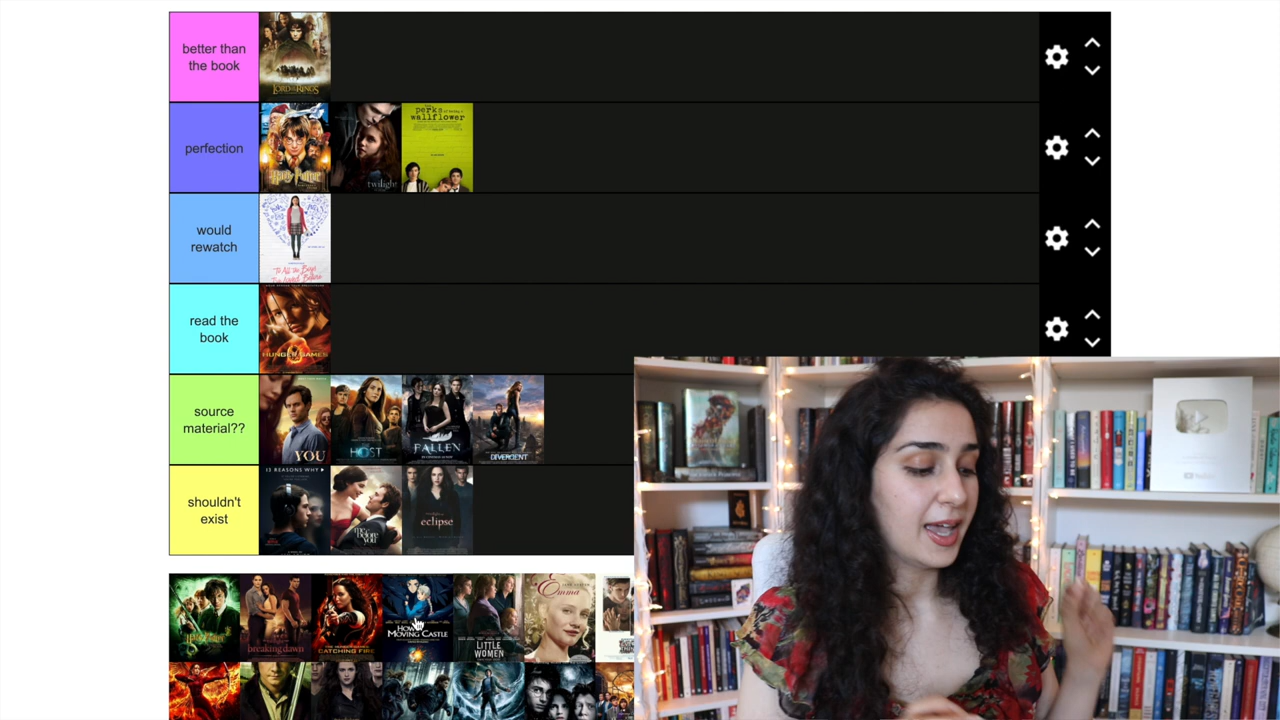 better than
the book
LORD OF THE RINGS
perfection
Harry Potter
twilight
the
perks of being a
wallflower
would
rewatch
To All the Boys
I've Loved Before
read the
book
HUNGER GAMES
source
material??
YOU
HOST
FALLEN
DIVERGENT
shouldn't
exist
13 REASONS WHY
me
before
you
eclipse
Harry Potter
breaking dawn
CATCHING FIRE
HOWL'S
MOVING CASTLE
LITTLE
WOMEN
Emma